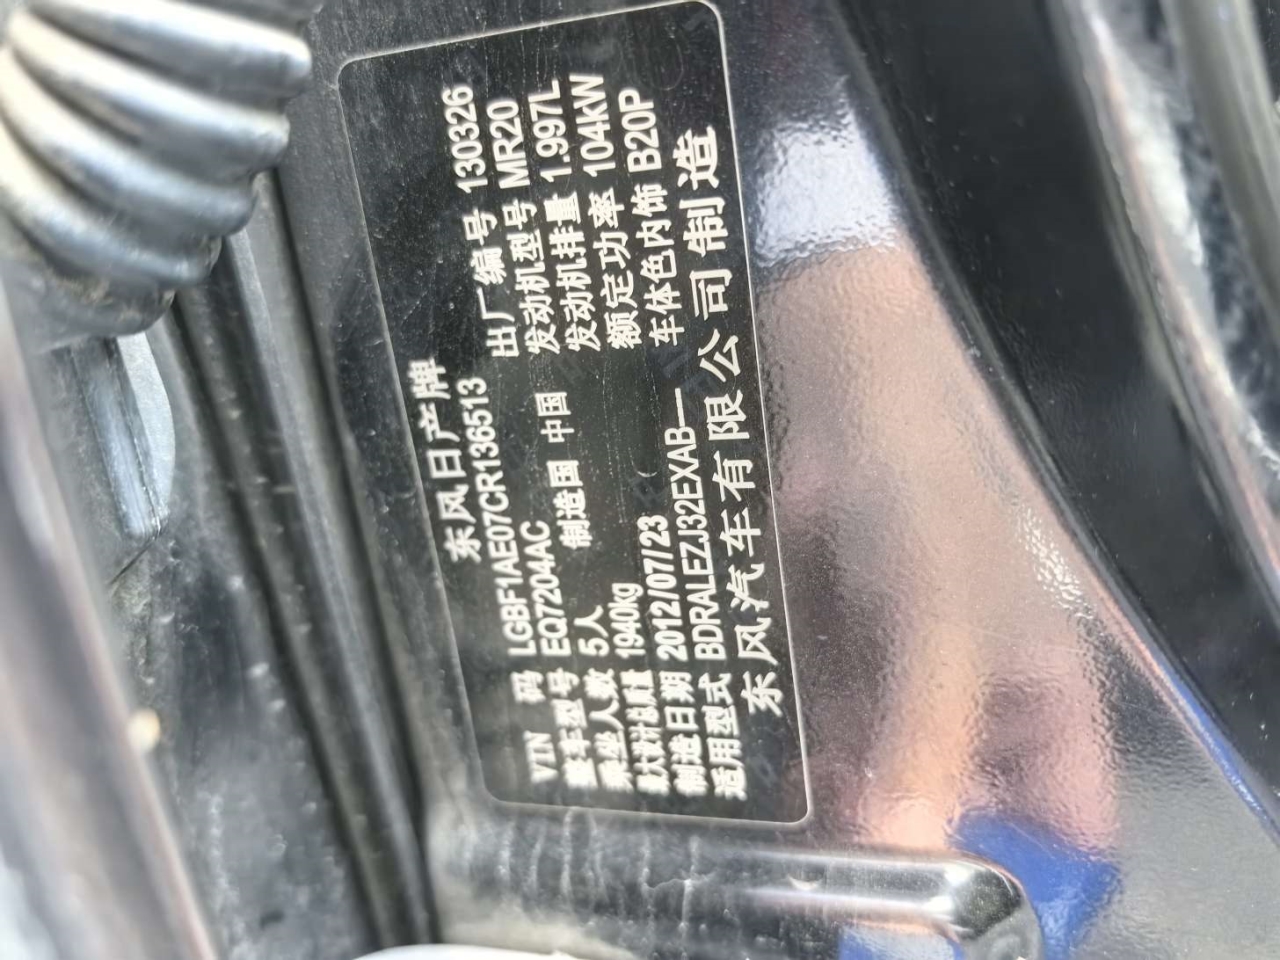 东风日产牌
VIN 码 LGBF1AE07CR136513 出厂编号 130326
整车型号 EQ7204AC 发动机型号 MR20
乘坐人数 5人 制造国 中国 发动机排量 1.997L
最大设计总质量 1940kg 额定功率 104kW
制造日期 2012/07/23 车体色内饰 B20P
适用型式 BDRALEZJ32EXAB—
东风汽车有限公司制造